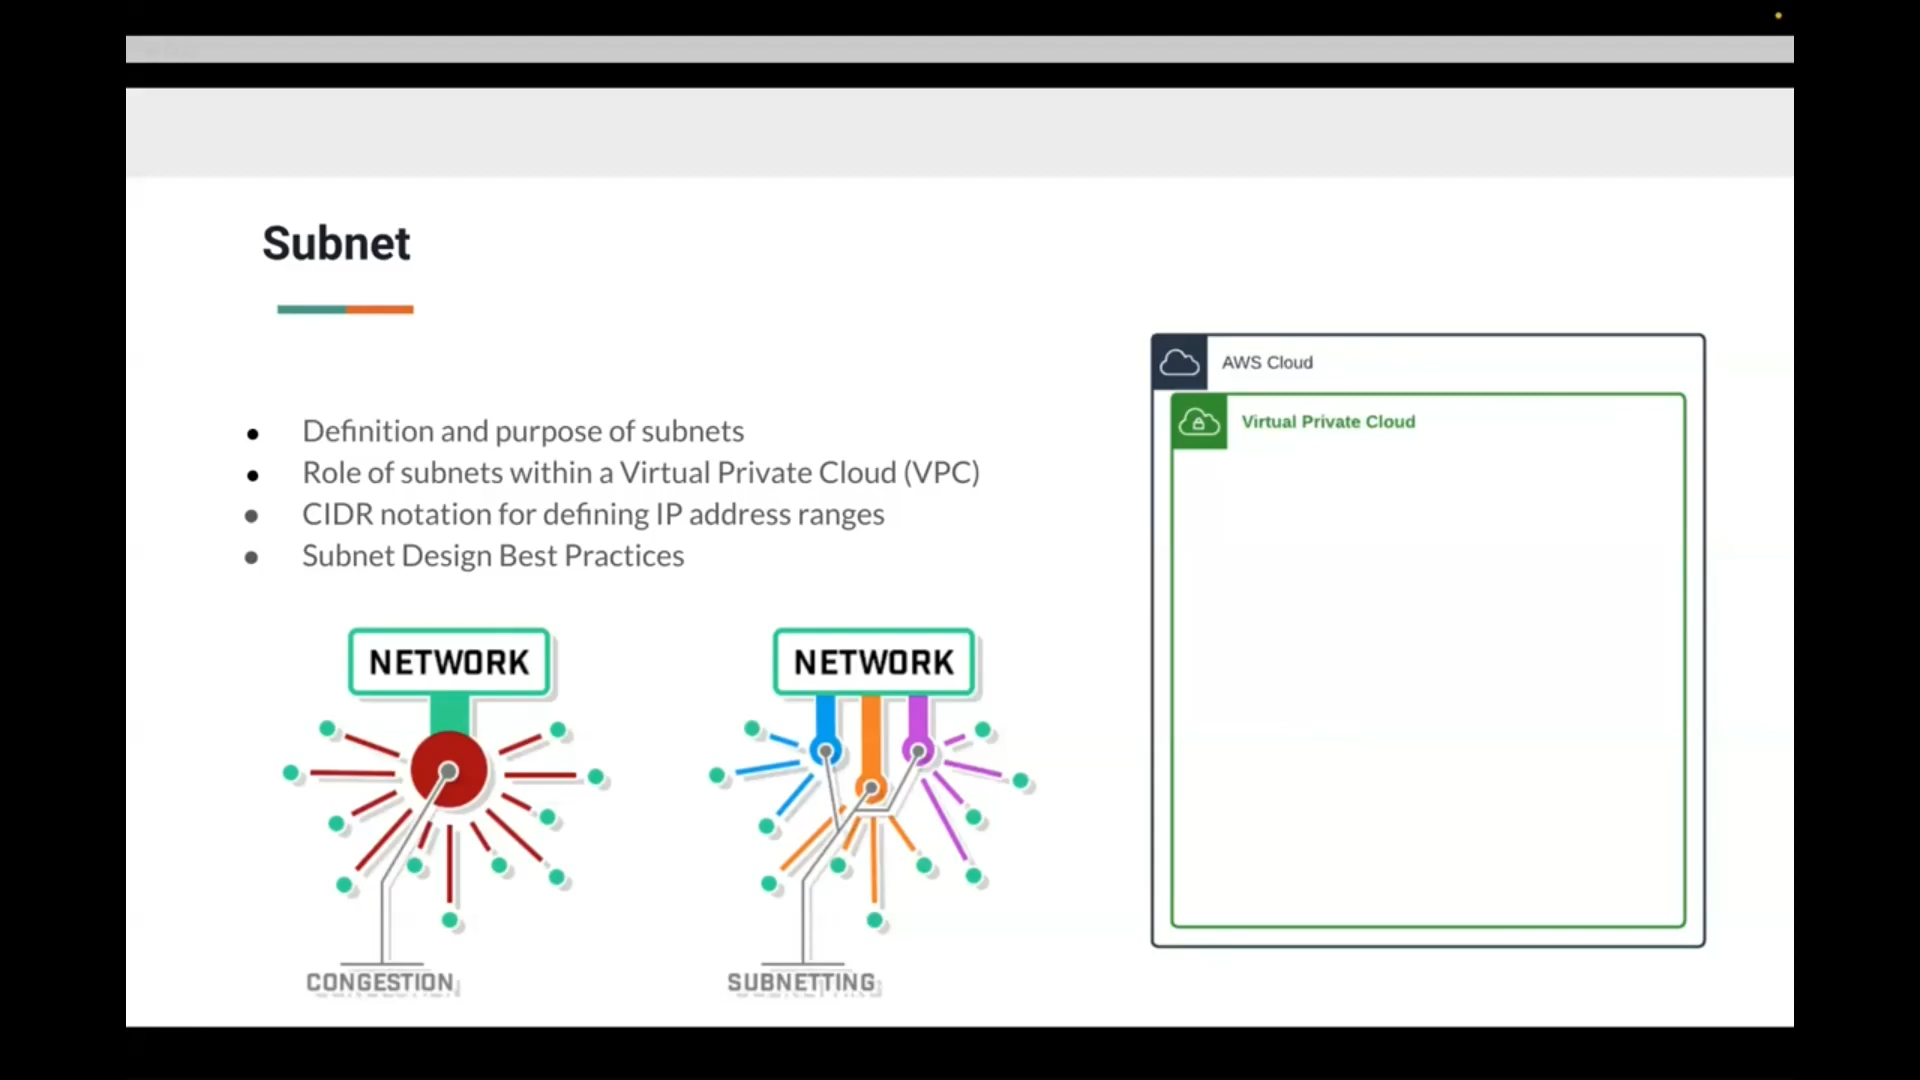 Subnet
Definition and purpose of subnets
Role of subnets within a Virtual Private Cloud (VPC)
CIDR notation for defining IP address ranges
Subnet Design Best Practices
NETWORK
CONGESTION
NETWORK
SUBNETTING
AWS Cloud
Virtual Private Cloud